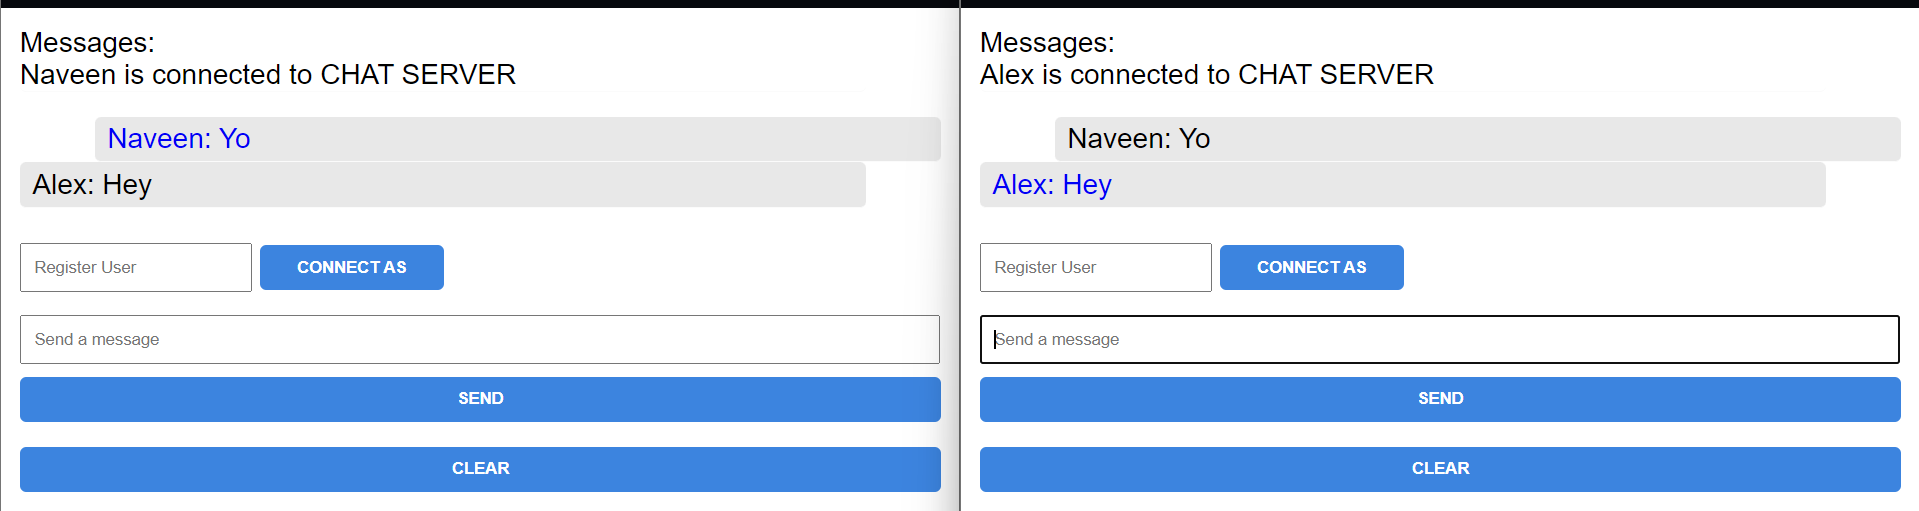 Messages:
Naveen is connected to CHAT SERVER
Naveen: Yo
Alex: Hey
Register User
CONNECT AS
Send a message
SEND
CLEAR
Messages:
Alex is connected to CHAT SERVER
Naveen: Yo
Alex: Hey
Register User
CONNECT AS
Send a message
SEND
CLEAR